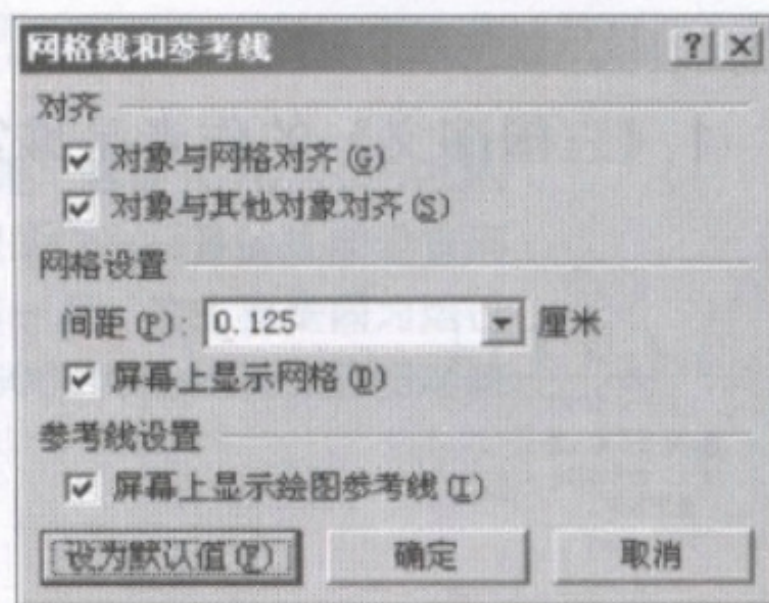 网格线和参考线
对齐
对象与网格对齐(G)
对象与其他对象对齐(S)
网格设置
间距(P): 0.125 厘米
屏幕上显示网格(D)
参考线设置
屏幕上显示绘图参考线(I)
设为默认值(F) 确定 取消